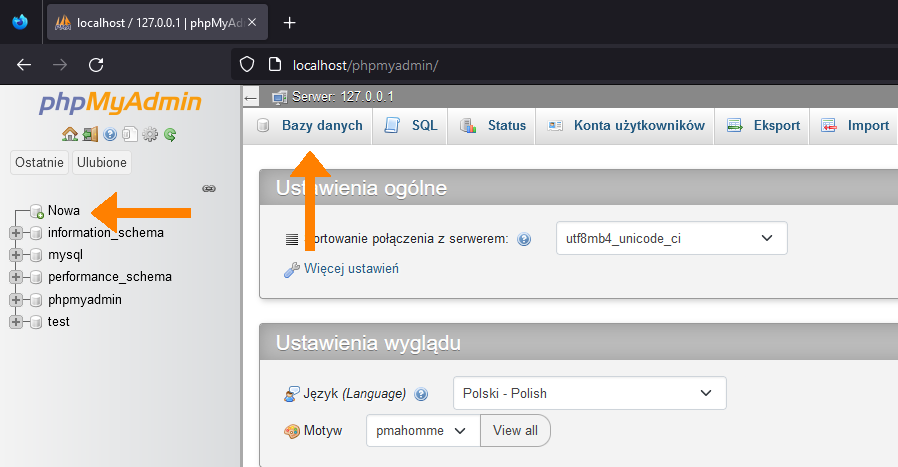 localhost / 127.0.0.1 | phpMyAd
localhost/phpmyadmin/
phpMyAdmin
Ostatnie Ulubione
Nowa
information_schema
mysql
performance_schema
phpmyadmin
test
Serwer: 127.0.0.1
Bazy danych SQL Status Konta użytkowników Eksport Import
Ustawienia ogólne
ortowanie połączenia z serwerem: utf8mb4_unicode_ci
Więcej ustawień
Ustawienia wyglądu
Język (Language) Polski - Polish
Motyw pmahomme View all